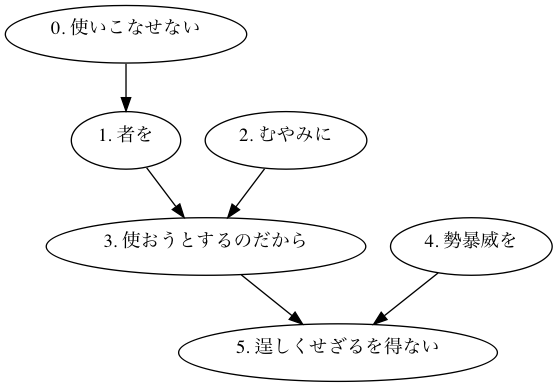 0. 使いこなせない
1. 者を
2. むやみに
3. 使おうとするのだから
4. 勢暴威を
5. 逞しくせざるを得ない